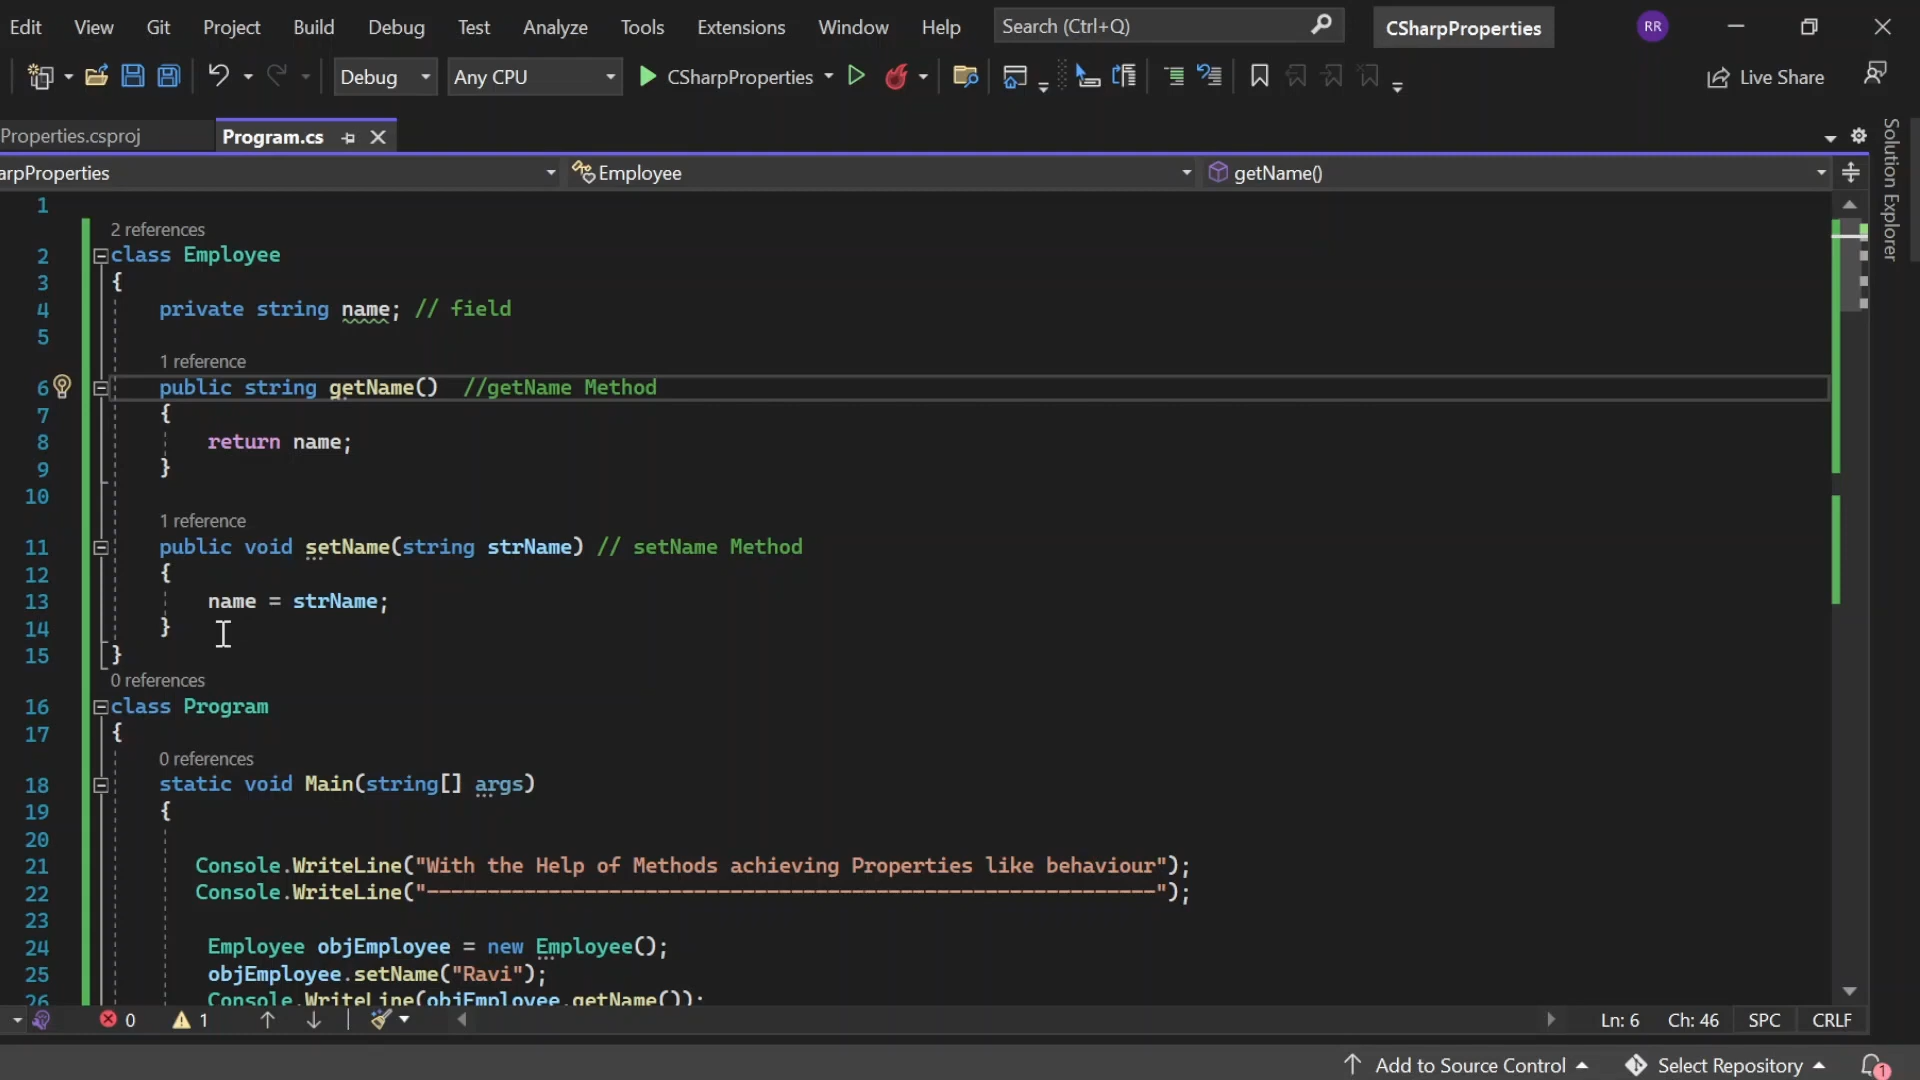 Edit View Git Project Build Debug Test Analyze Tools Extensions Window Help Search (Ctrl+Q) CSharpProperties RR
Debug Any CPU CSharpProperties Live Share
Properties.csproj Program.cs
arpProperties Employee getName()
Solution Explorer
1
2 references
2 class Employee
3 {
4 private string name; // field
5
1 reference
6 public string getName() //getName Method
7 {
8 return name;
9 }
10
1 reference
11 public void setName(string strName) // setName Method
12 {
13 name = strName;
14 }
15 }
0 references
16 class Program
17 {
0 references
18 static void Main(string[] args)
19 {
20
21 Console.WriteLine("With the Help of Methods achieving Properties like behaviour");
22 Console.WriteLine("------------------------------------------------------------");
23
24 Employee objEmployee = new Employee();
25 objEmployee.setName("Ravi");
26 Console.WriteLine(objEmployee.getName());
0 1 Ln: 6 Ch: 46 SPC CRLF
Add to Source Control Select Repository 1